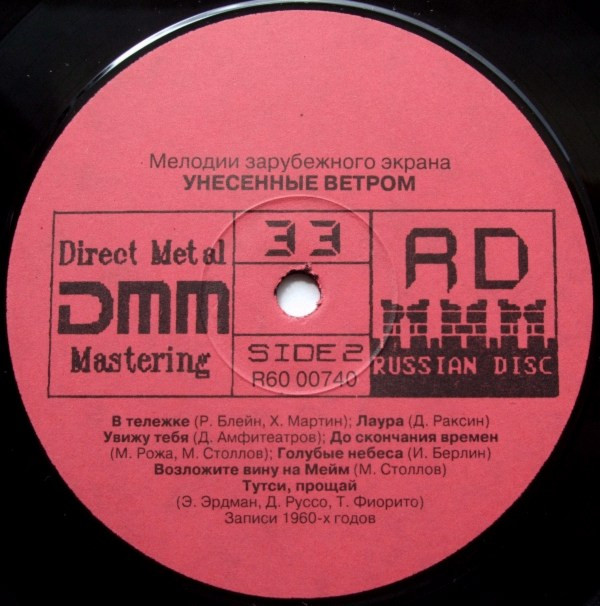 Мелодии зарубежного экрана
УНЕСЕННЫЕ ВЕТРОМ
Direct Metal
DMM
Mastering
33
SIDE 2
R60 00740
RD
RUSSIAN DISC
В тележке (Р. Блейн, Х. Мартин); Лаура (Д. Раксин)
Увижу тебя (Д. Амфитеатров); До скончания времен
(М. Рожа, М. Столлов); Голубые небеса (И. Берлин)
Возложите вину на Мейм (М. Столлов)
Тутси, прощай
(Э. Эрдман, Д. Руссо, Т. Фиорито)
Записи 1960-х годов